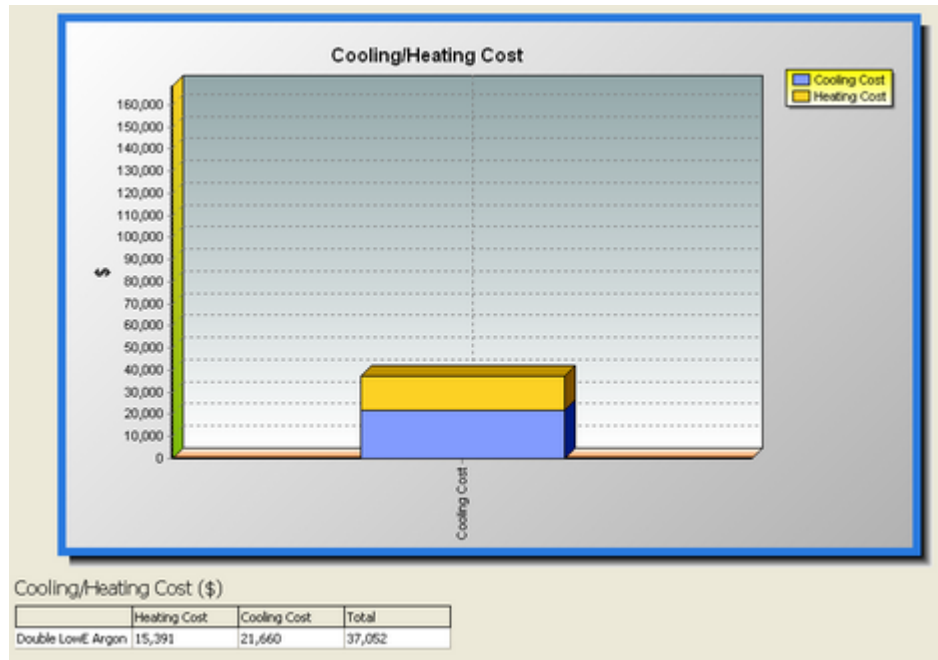 Cooling/Heating Cost
Cooling Cost
Heating Cost
160,000
150,000
140,000
130,000
120,000
110,000
100,000
90,000
80,000
70,000
60,000
50,000
40,000
30,000
20,000
10,000
0
$
Cooling Cost
Cooling/Heating Cost ($)
Heating Cost Cooling Cost Total
Double LowE Argon 15,391 21,660 37,052